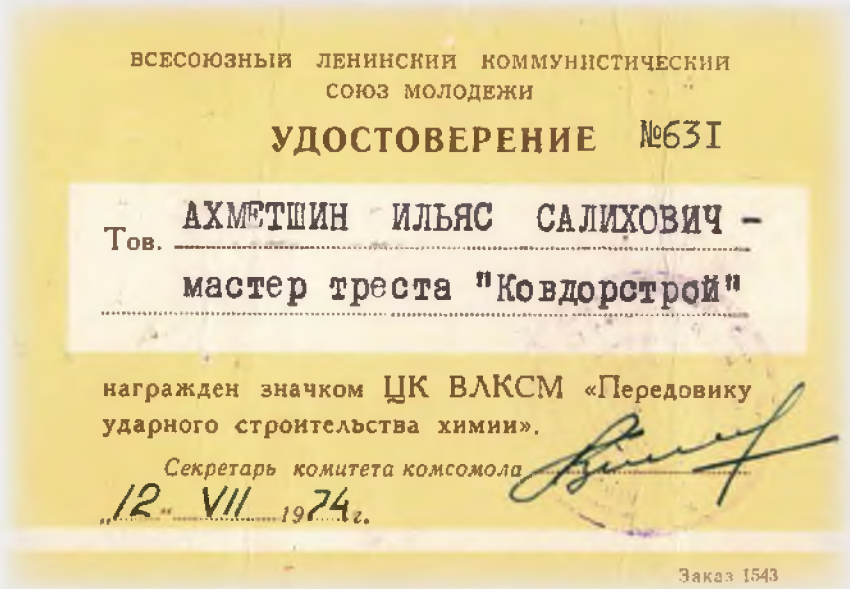 ВСЕСОЮЗНЫЙ ЛЕНИНСКИЙ КОММУНИСТИЧЕСКИЙ
СОЮЗ МОЛОДЕЖИ
УДОСТОВЕРЕНИЕ №631
Тов. АХМЕТШИН ИЛЬЯС САЛИХОВИЧ -
мастер треста "Ковдорстрой"
награжден значком ЦК ВЛКСМ «Передовику
ударного строительства химии».
Секретарь комитета комсомола
„12" VII 1974 г.
Заказ 1543